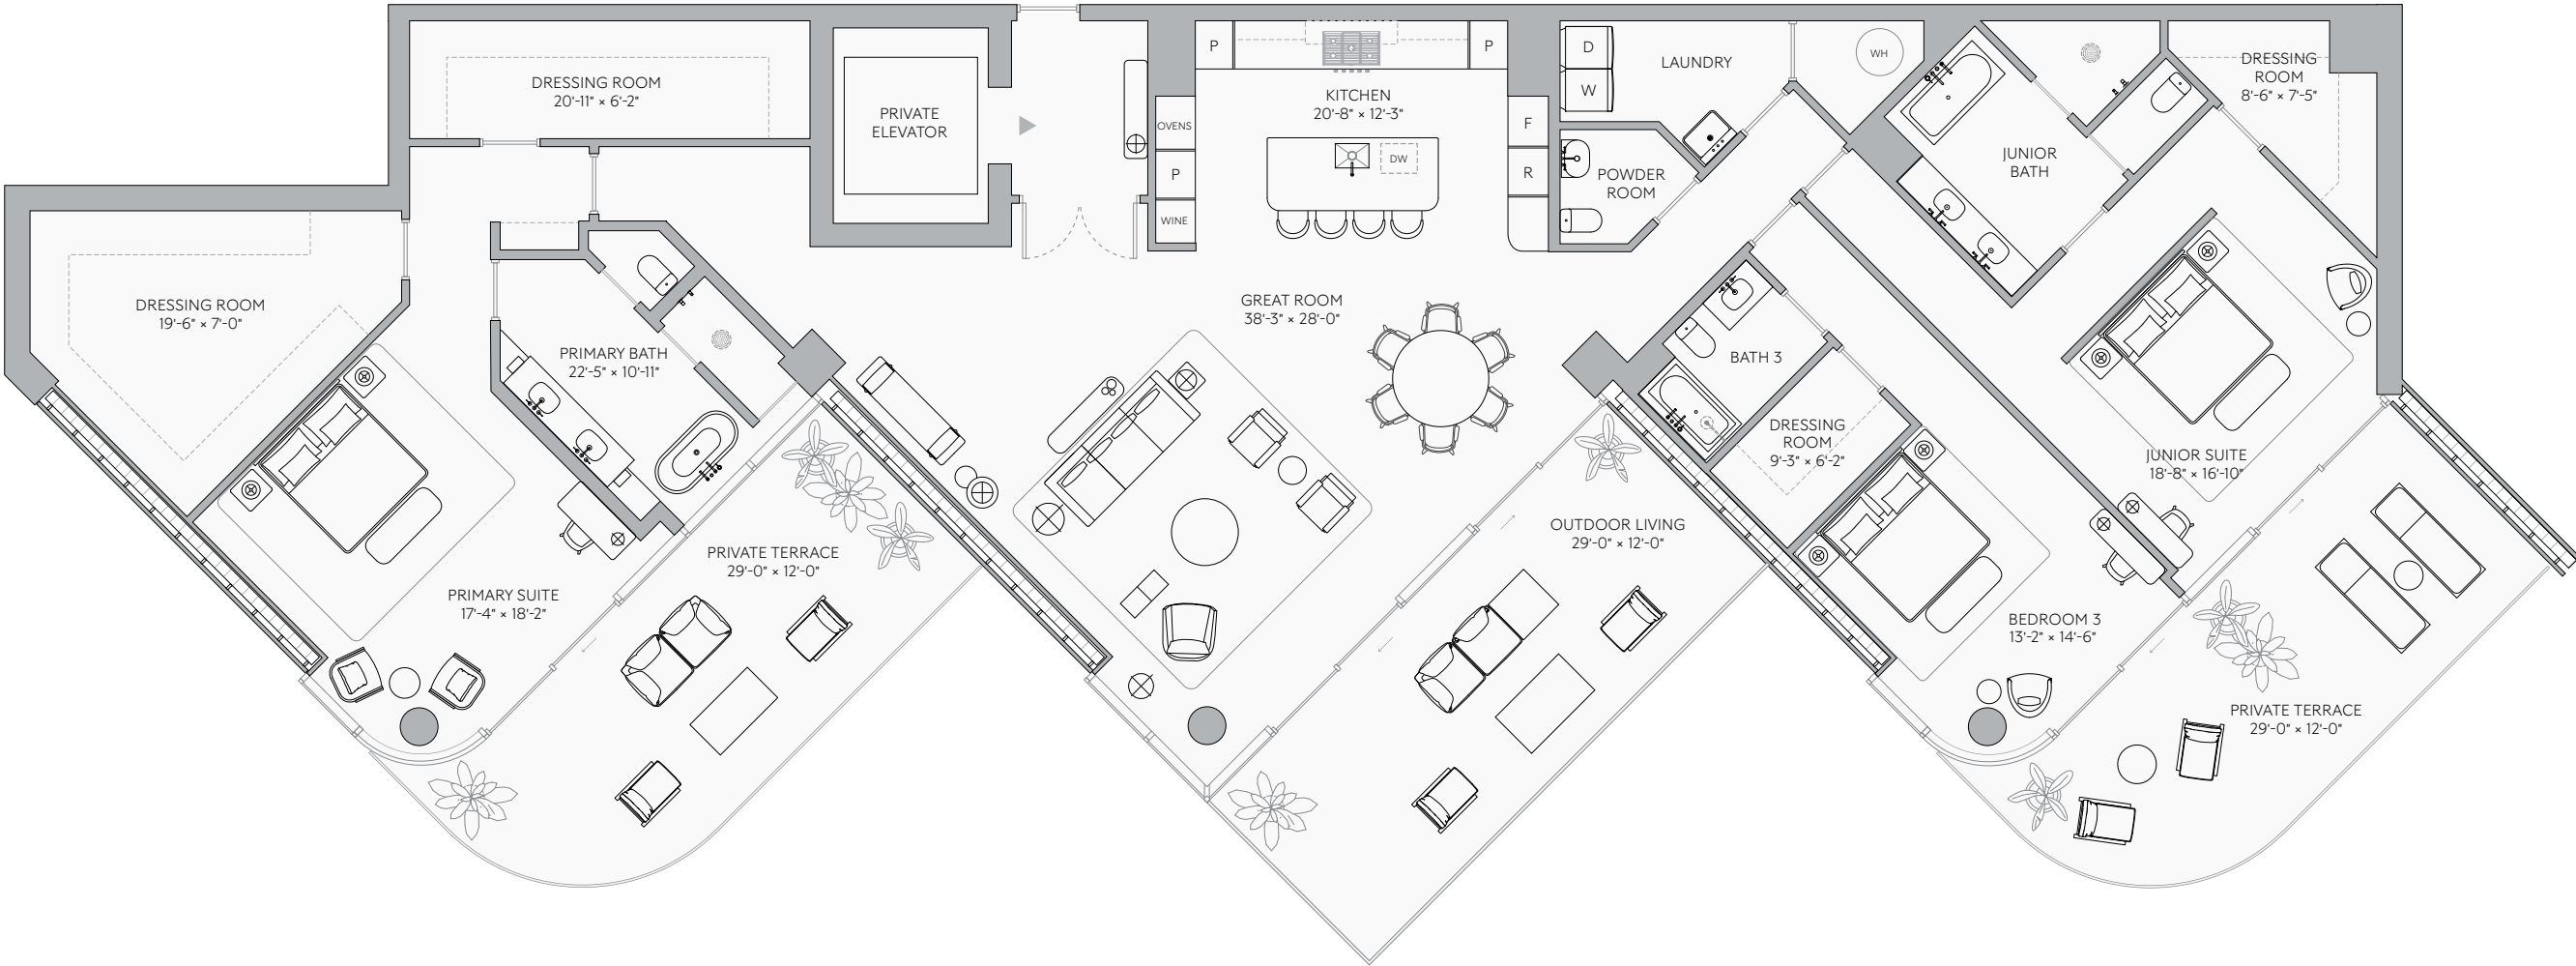 DRESSING ROOM
20'-11" × 6'-2"
PRIVATE
ELEVATOR
P
P
KITCHEN
20'-8" × 12'-3"
OVENS
P
WINE
DW
F
R
D
W
LAUNDRY
WH
POWDER
ROOM
JUNIOR
BATH
DRESSING
ROOM
8'-6" × 7'-5"
DRESSING ROOM
19'-6" × 7'-0"
PRIMARY BATH
22'-5" × 10'-11"
GREAT ROOM
38'-3" × 28'-0"
BATH 3
DRESSING
ROOM
9'-3" × 6'-2"
JUNIOR SUITE
18'-8" × 16'-10"
PRIMARY SUITE
17'-4" × 18'-2"
PRIVATE TERRACE
29'-0" × 12'-0"
OUTDOOR LIVING
29'-0" × 12'-0"
BEDROOM 3
13'-2" × 14'-6"
PRIVATE TERRACE
29'-0" × 12'-0"